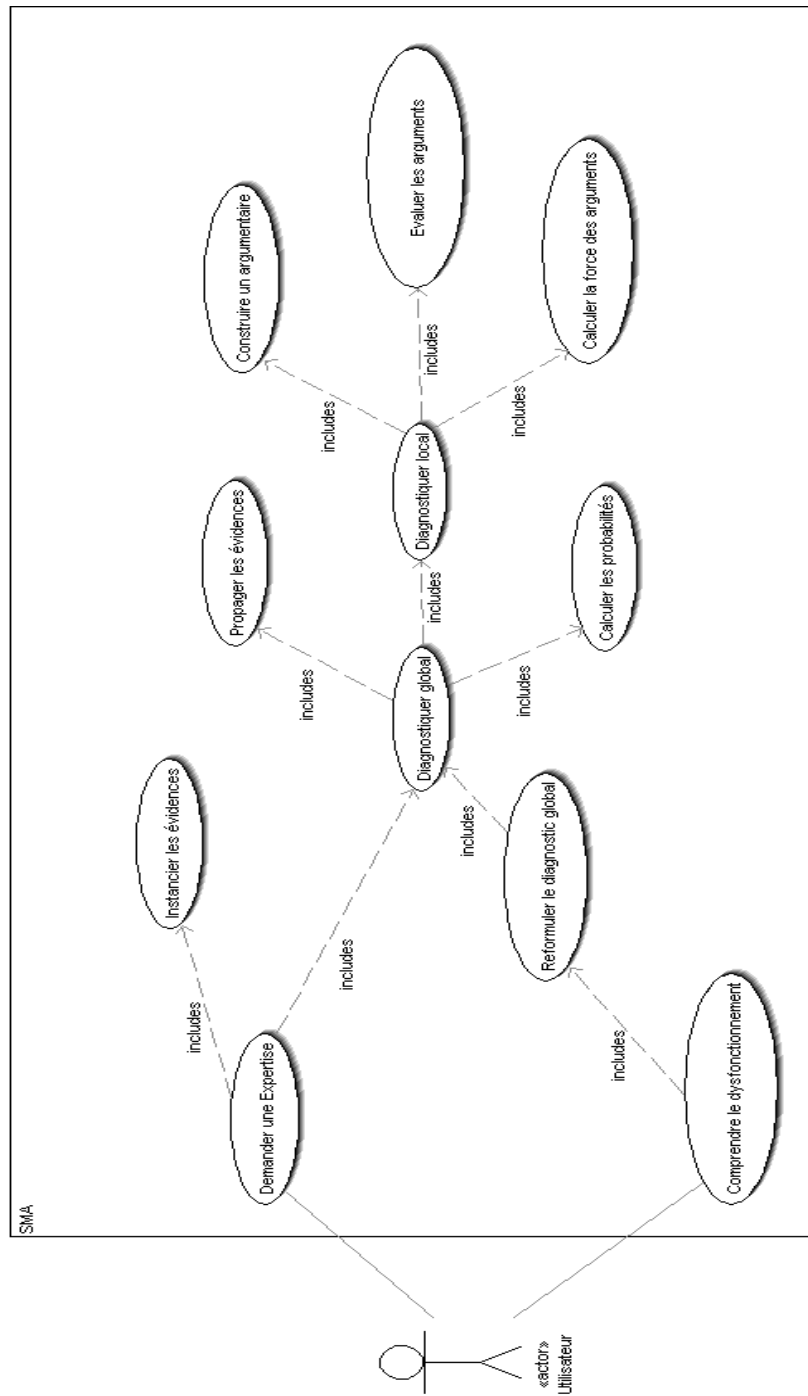 SMA
«actor»
Utilisateur
Demander une Expertise
Comprendre le dysfonctionnement
includes
includes
includes
Instancier les évidences
Reformuler le diagnostic global
includes
Diagnostiquer global
includes
includes
includes
Propager les évidences
Calculer les probabilités
Diagnostiquer local
includes
includes
includes
Construire un argumentaire
Evaluer les arguments
Calculer la force des arguments